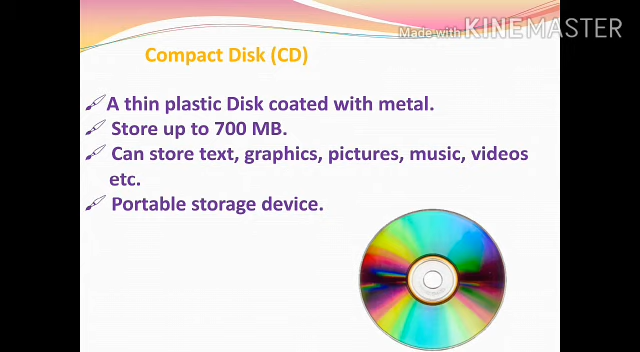 Made with KINEMASTER
Compact Disk (CD)
A thin plastic Disk coated with metal.
Store up to 700 MB.
Can store text, graphics, pictures, music, videos
etc.
Portable storage device.